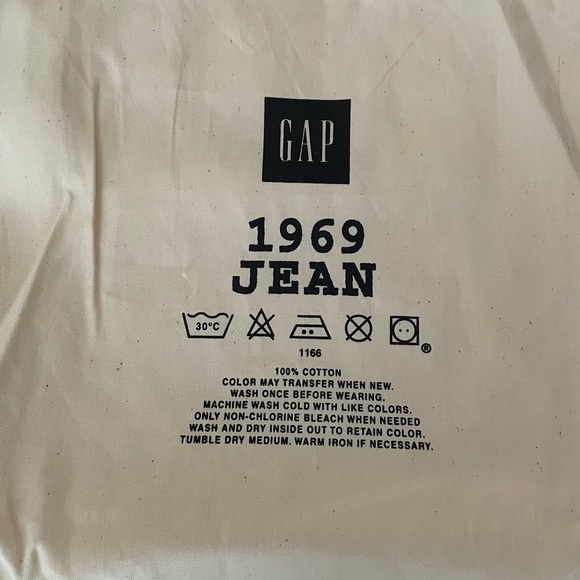 GAP
1969
JEAN
30°C
®
1166
100% COTTON
COLOR MAY TRANSFER WHEN NEW.
WASH ONCE BEFORE WEARING.
MACHINE WASH COLD WITH LIKE COLORS.
ONLY NON-CHLORINE BLEACH WHEN NEEDED
WASH AND DRY INSIDE OUT TO RETAIN COLOR.
TUMBLE DRY MEDIUM. WARM IRON IF NECESSARY.